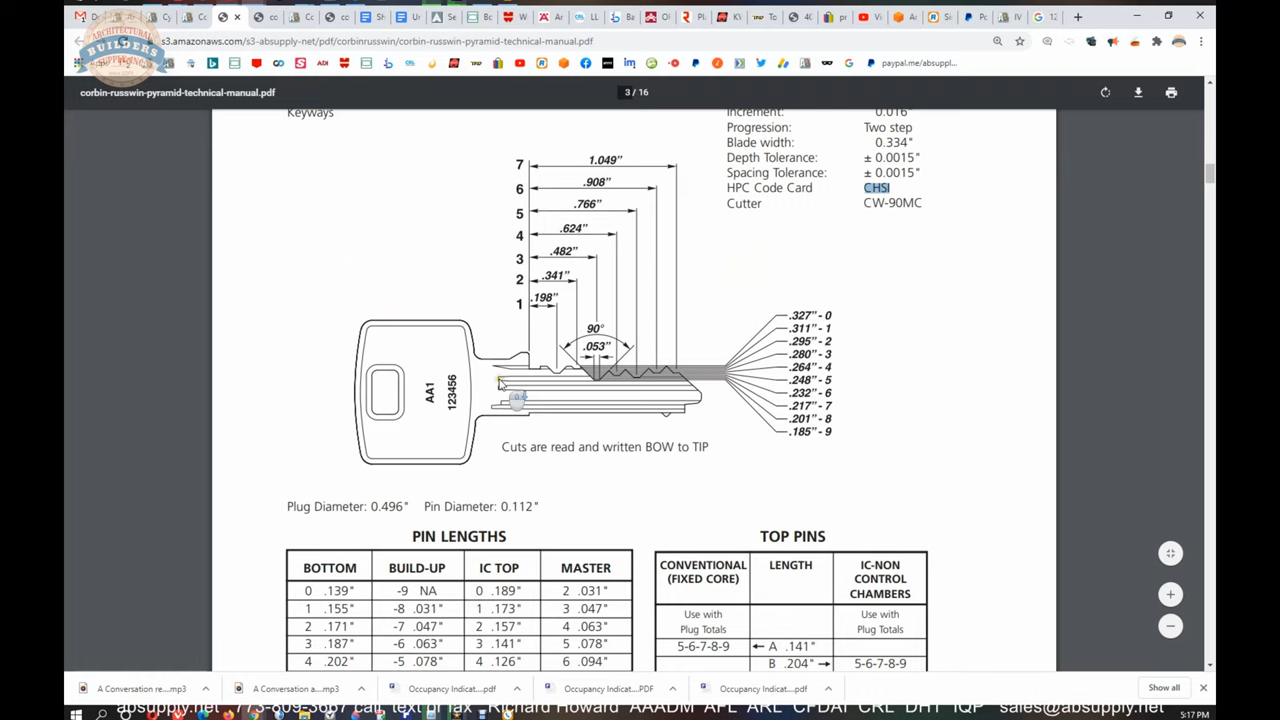 ARCHITECTURAL
BUILDERS
SUPPLY INC.
s3.amazonaws.com/s3-absupply-net/pdf/corbinrusswin/corbin-russwin-pyramid-technical-manual.pdf
paypal.me/absuppl...
corbin-russwin-pyramid-technical-manual.pdf
3 / 16
Keyways
Increment: 0.016"
Progression: Two step
Blade width: 0.334"
Depth Tolerance: ± 0.0015"
Spacing Tolerance: ± 0.0015"
HPC Code Card CHSI
Cutter CW-90MC
7 1.049"
6 .908"
5 .766"
4 .624"
3 .482"
2 .341"
1 .198"
90°
.053"
AA1
123456
.327" - 0
.311" - 1
.295" - 2
.280" - 3
.264" - 4
.248" - 5
.232" - 6
.217" - 7
.201" - 8
.185" - 9
Cuts are read and written BOW to TIP
Plug Diameter: 0.496" Pin Diameter: 0.112"
PIN LENGTHS
BOTTOM BUILD-UP IC TOP MASTER
0 .139" -9 NA 0 .189" 2 .031"
1 .155" -8 .031" 1 .173" 3 .047"
2 .171" -7 .047" 2 .157" 4 .063"
3 .187" -6 .063" 3 .141" 5 .078"
4 .202" -5 .078" 4 .126" 6 .094"
TOP PINS
CONVENTIONAL (FIXED CORE) LENGTH IC-NON CONTROL CHAMBERS
Use with Plug Totals Use with Plug Totals
5-6-7-8-9 A .141"
B .204" 5-6-7-8-9
A Conversation re....mp3
A Conversation a....mp3
Occupancy Indicat....pdf
Occupancy Indicat....PDF
Occupancy Indicat....pdf
Show all
absupply.net 773-809-3667 call, text or fax Richard Howard AAADM AFL ARL CFDAI CRL DHT IQP sales@absupply.net
5:17 PM